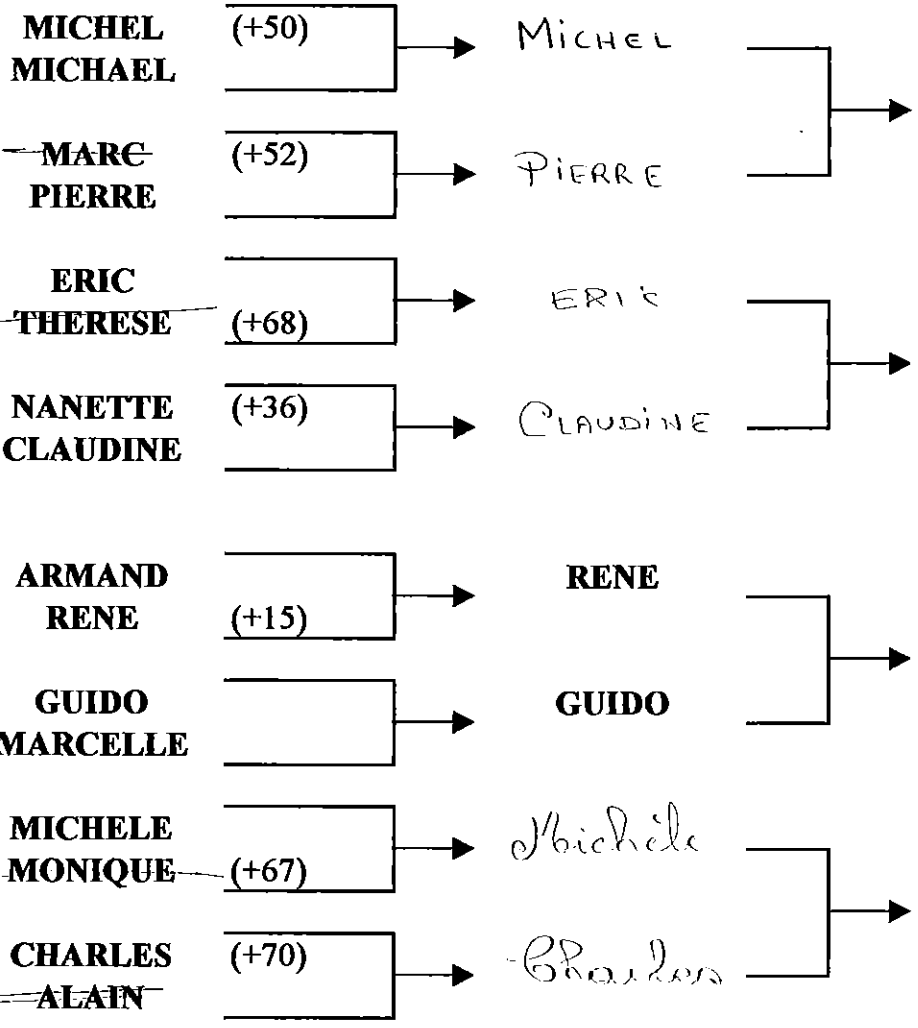 MICHEL (+50) MICHEL
MICHAEL
MARC (+52)
PIERRE PIERRE
ERIC ERIC
THERESE (+68)
NANETTE (+36)
CLAUDINE CLAUDINE
ARMAND RENE
RENE (+15)
GUIDO GUIDO
MARCELLE
MICHELE Michèle
MONIQUE (+67)
CHARLES (+70) Charles
ALAIN